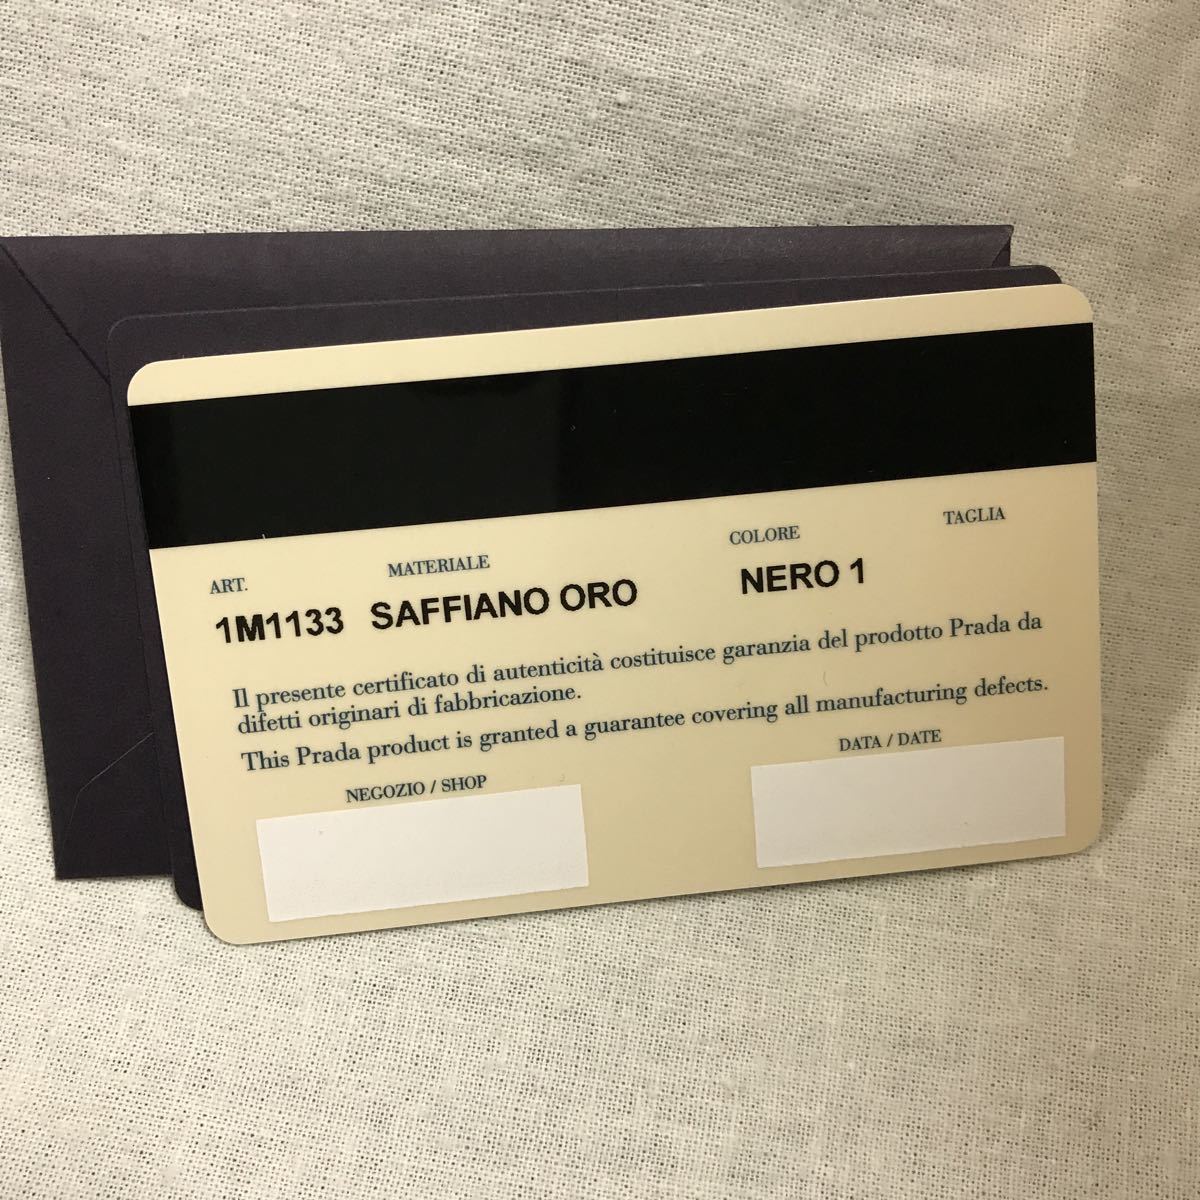 ART. MATERIALE COLORE TAGLIA
1M1133 SAFFIANO ORO NERO 1
Il presente certificato di autenticità costituisce garanzia del prodotto Prada da
difetti originari di fabbricazione.
This Prada product is granted a guarantee covering all manufacturing defects.
NEGOZIO / SHOP DATA / DATE